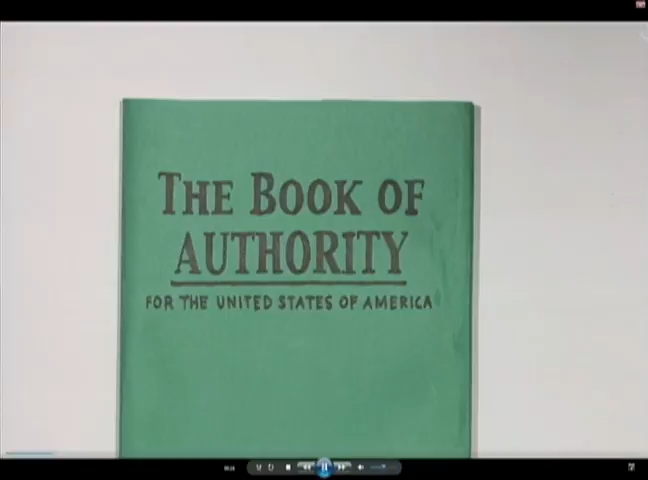 THE BOOK OF
AUTHORITY
FOR THE UNITED STATES OF AMERICA